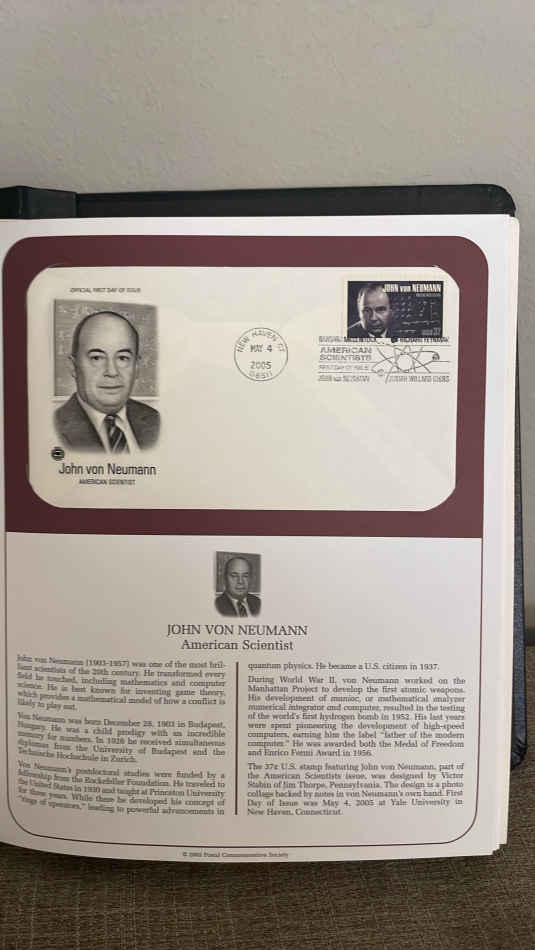 OFFICIAL FIRST DAY OF ISSUE
JOHN von NEUMANN
USA 37
NEW HAVEN CT
MAY 4
2005
06511
BARBARA McCLINTOCK
RICHARD FEYNMAN
AMERICAN
SCIENTISTS
FIRST DAY OF ISSUE
JOHN von NEUMANN
JOSIAH WILLARD GIBBS
John von Neumann
AMERICAN SCIENTIST
JOHN VON NEUMANN
American Scientist
John von Neumann (1903-1957) was one of the most bril-
liant scientists of the 20th century. He transformed every
field he touched, including mathematics and computer
science. He is best known for inventing game theory,
which provides a mathematical model of how a conflict is
likely to play out.
Von Neumann was born December 28, 1903 in Budapest,
Hungary. He was a child prodigy with an incredible
memory for numbers. In 1926 he received simultaneous
diplomas from the University of Budapest and the
Technische Hochschule in Zurich.
Von Neumann's postdoctoral studies were funded by a
fellowship from the Rockefeller Foundation. He traveled to
the United States in 1930 and taught at Princeton University
for three years. While there he developed his concept of
"rings of operators," leading to powerful advancements in
quantum physics. He became a U.S. citizen in 1937.
During World War II, von Neumann worked on the
Manhattan Project to develop the first atomic weapons.
His development of maniac, or mathematical analyzer
numerical integrator and computer, resulted in the testing
of the world's first hydrogen bomb in 1952. His last years
were spent pioneering the development of high-speed
computers, earning him the label "father of the modern
computer." He was awarded both the Medal of Freedom
and Enrico Fermi Award in 1956.
The 37¢ U.S. stamp featuring John von Neumann, part of
the American Scientists issue, was designed by Victor
Stabin of Jim Thorpe, Pennsylvania. The design is a photo
collage backed by notes in von Neumann's own hand. First
Day of Issue was May 4, 2005 at Yale University in
New Haven, Connecticut.
Postal Commemorative Society